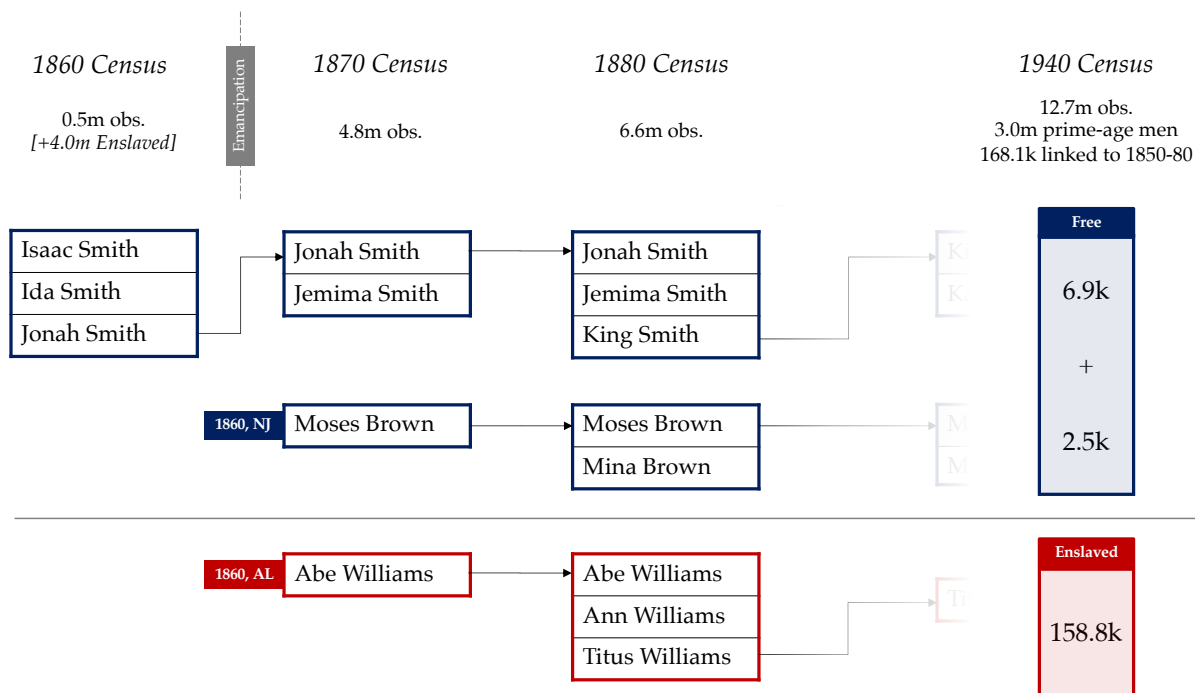 1860 Census
Emancipation
1870 Census
1880 Census
1940 Census
0.5m obs.
[+4.0m Enslaved]
4.8m obs.
6.6m obs.
12.7m obs.
3.0m prime-age men
168.1k linked to 1850-80
Isaac Smith
Ida Smith
Jonah Smith
Jonah Smith
Jemima Smith
Jonah Smith
Jemima Smith
King Smith
Free
6.9k
+
2.5k
1860, NJ
Moses Brown
Moses Brown
Mina Brown
1860, AL
Abe Williams
Abe Williams
Ann Williams
Titus Williams
Enslaved
158.8k